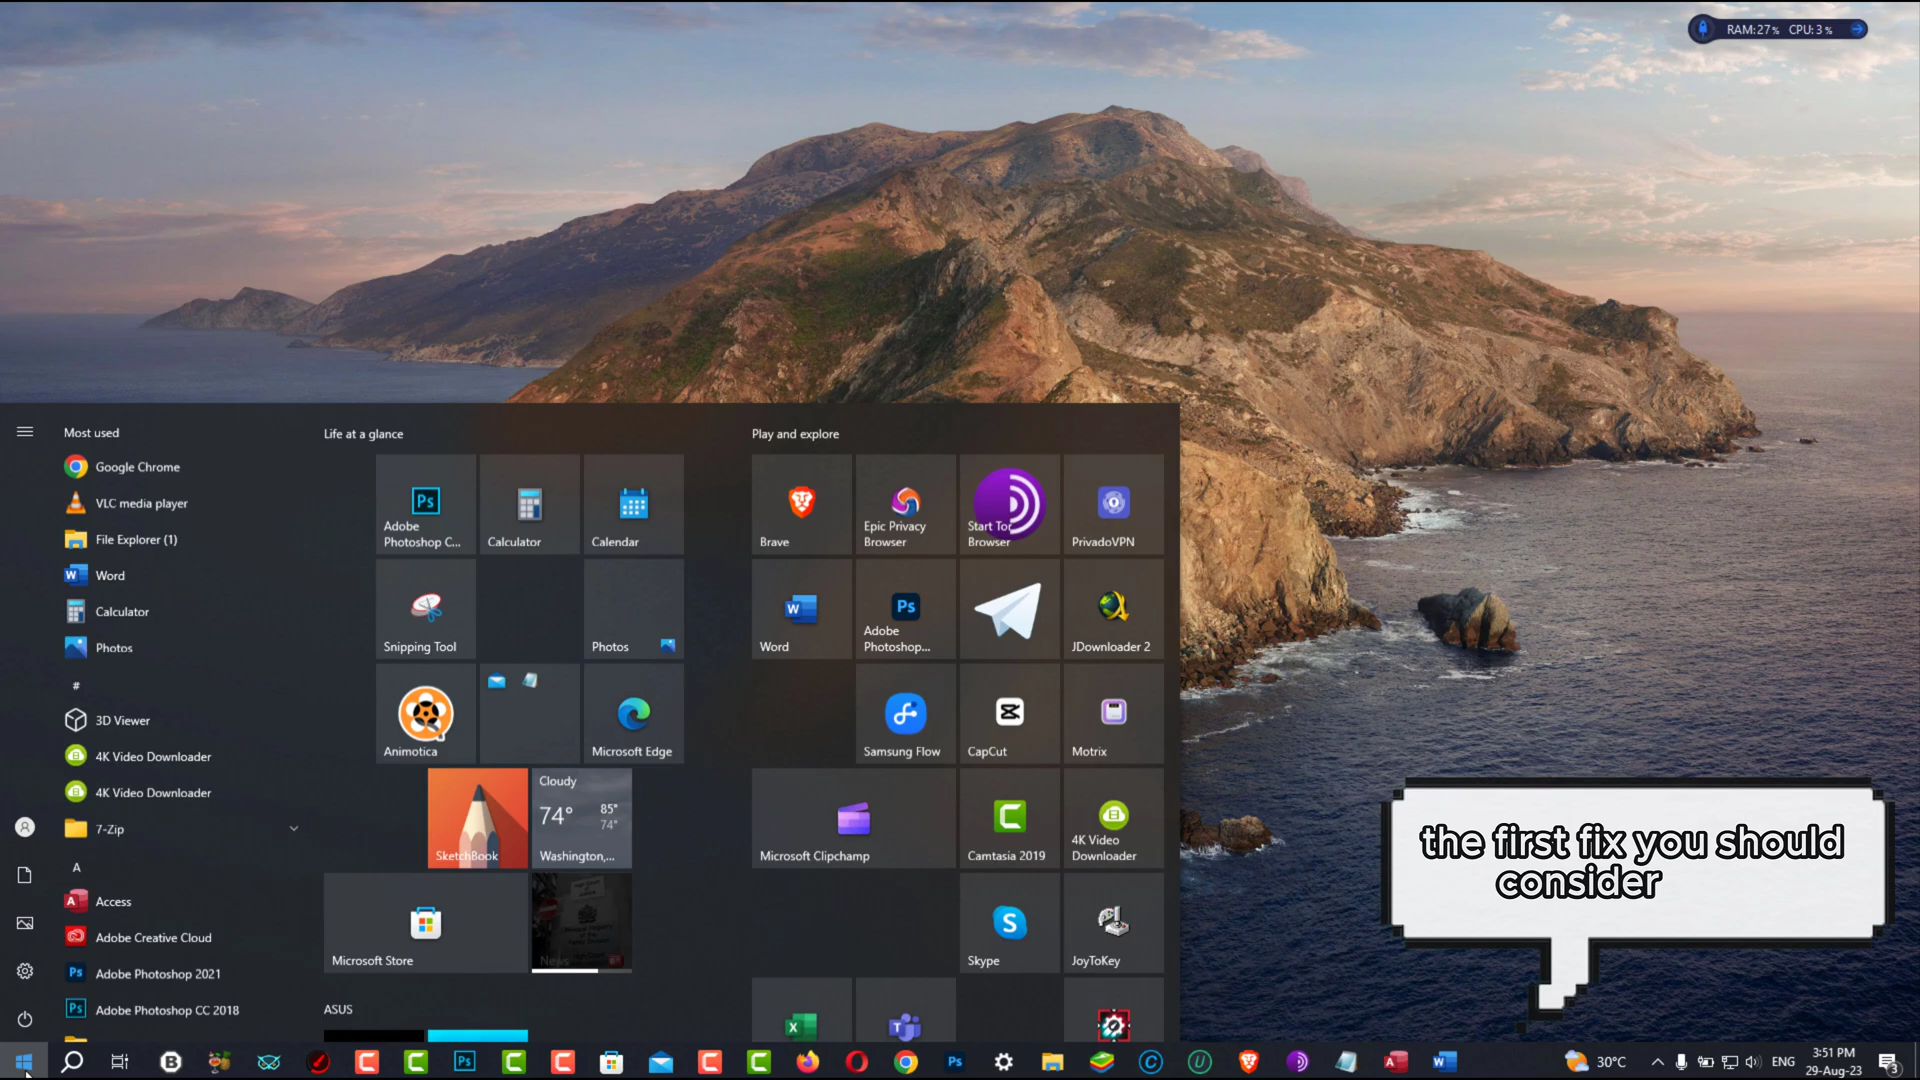 RAM:27% CPU:3%
Most used
Google Chrome
VLC media player
File Explorer (1)
Word
Calculator
Photos
#
3D Viewer
4K Video Downloader
4K Video Downloader
7-Zip
A
Access
Adobe Creative Cloud
Adobe Photoshop 2021
Adobe Photoshop CC 2018
Life at a glance
Adobe
Photoshop C...
Calculator
Calendar
Snipping Tool
Photos
Animotica
Microsoft Edge
SketchBook
Cloudy
74°
85°
74°
Washington,...
Microsoft Store
News
ASUS
Play and explore
Brave
Epic Privacy
Browser
Start Tor
Browser
PrivadoVPN
Word
Adobe
Photoshop...
JDownloader 2
Samsung Flow
CapCut
Motrix
Microsoft Clipchamp
Camtasia 2019
4K Video
Downloader
Skype
JoyToKey
the first fix you should
consider
30°C
ENG
3:51 PM
29-Aug-23
3